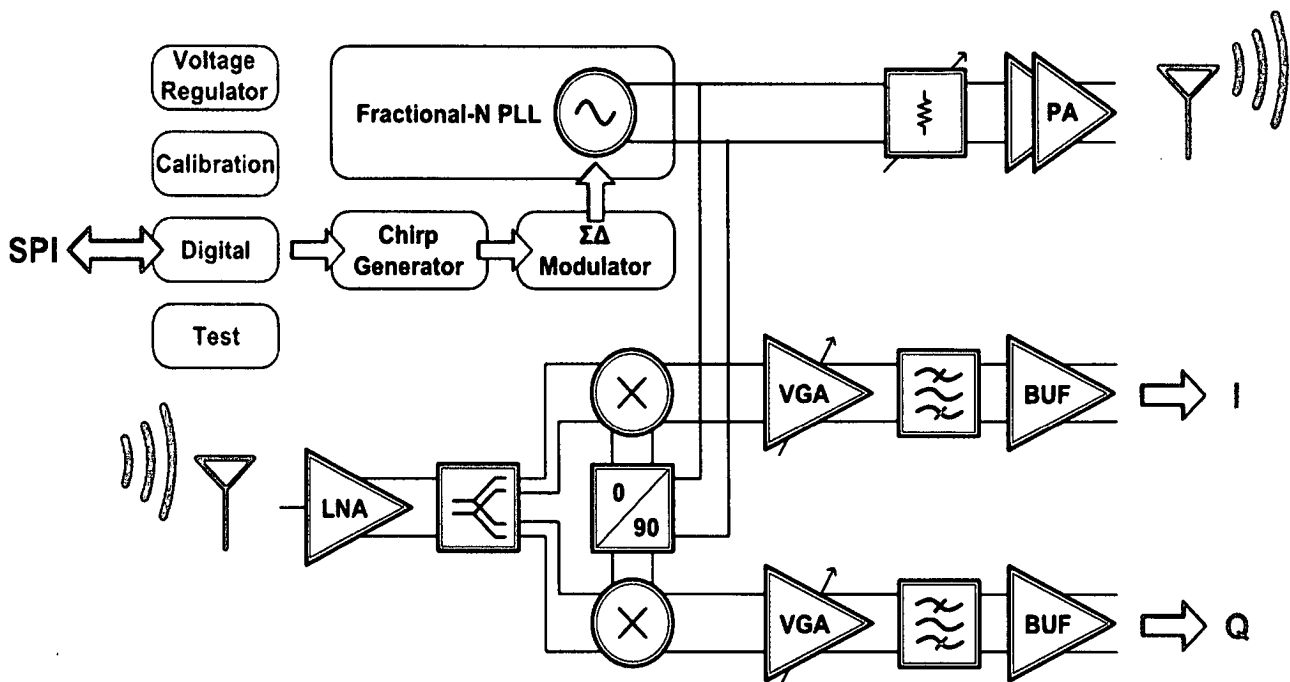 Voltage
Regulator
Fractional-N PLL
PA
Calibration
SPI
Digital
Chirp
Generator
ΣΔ
Modulator
Test
VGA
BUF
I
LNA
0
90
VGA
BUF
Q